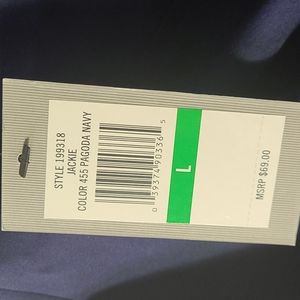 STYLE 199318
JACKIE
COLOR 455 PAGODA NAVY
0 39374 90336 5
L
MSRP $69.00